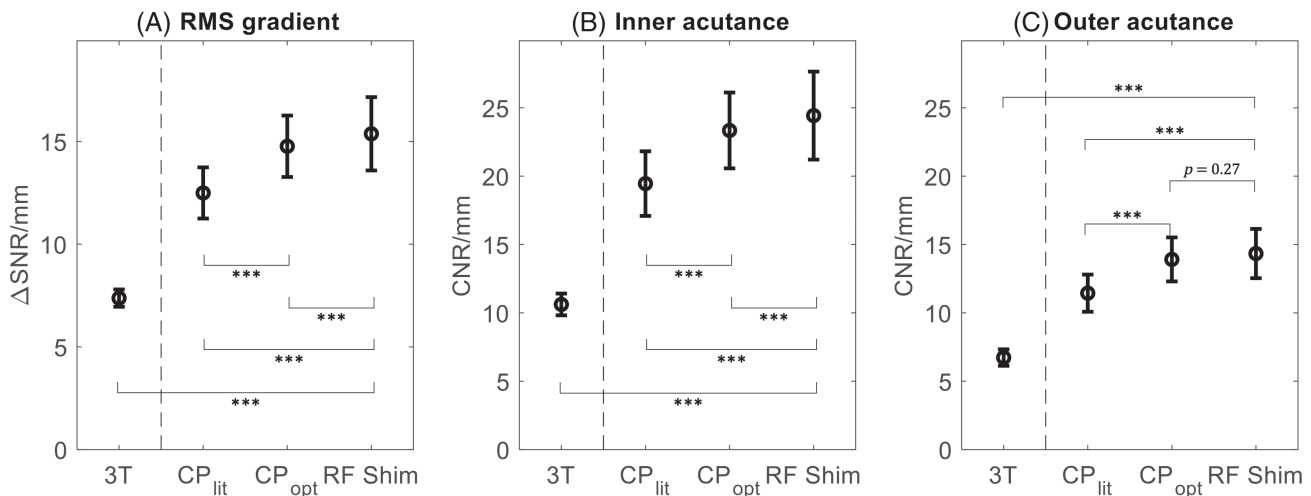 (A) RMS gradient
ΔSNR/mm
15
10
5
0
***
***
***
***
3T CP_lit CP_opt RF Shim
(B) Inner acutance
CNR/mm
25
20
15
10
5
0
***
***
***
***
3T CP_lit CP_opt RF Shim
(C) Outer acutance
CNR/mm
25
20
15
10
5
0
***
***
p = 0.27
***
3T CP_lit CP_opt RF Shim